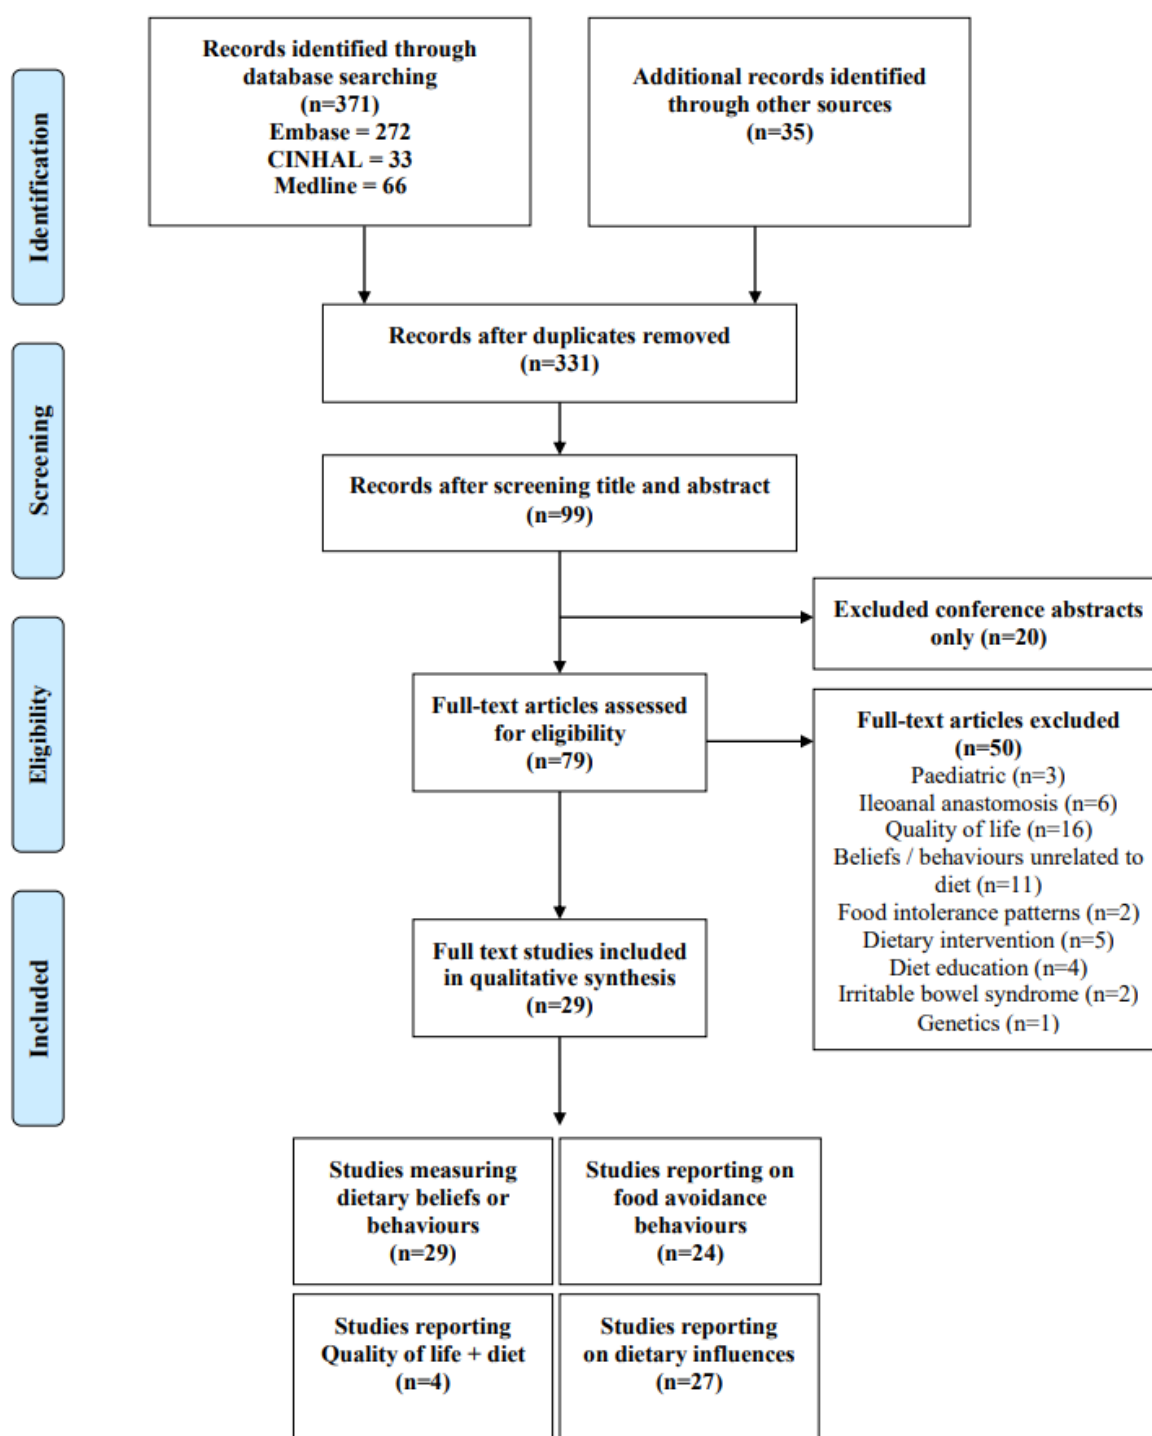 Identification
Records identified through
database searching
(n=371)
Embase = 272
CINHAL = 33
Medline = 66
Additional records identified
through other sources
(n=35)
Records after duplicates removed
(n=331)
Screening
Records after screening title and abstract
(n=99)
Excluded conference abstracts
only (n=20)
Eligibility
Full-text articles assessed
for eligibility
(n=79)
Full-text articles excluded
(n=50)
Paediatric (n=3)
Ileoanal anastomosis (n=6)
Quality of life (n=16)
Beliefs / behaviours unrelated to
diet (n=11)
Food intolerance patterns (n=2)
Dietary intervention (n=5)
Diet education (n=4)
Irritable bowel syndrome (n=2)
Genetics (n=1)
Included
Full text studies included
in qualitative synthesis
(n=29)
Studies measuring
dietary beliefs or
behaviours
(n=29)
Studies reporting on
food avoidance
behaviours
(n=24)
Studies reporting
Quality of life + diet
(n=4)
Studies reporting
on dietary influences
(n=27)